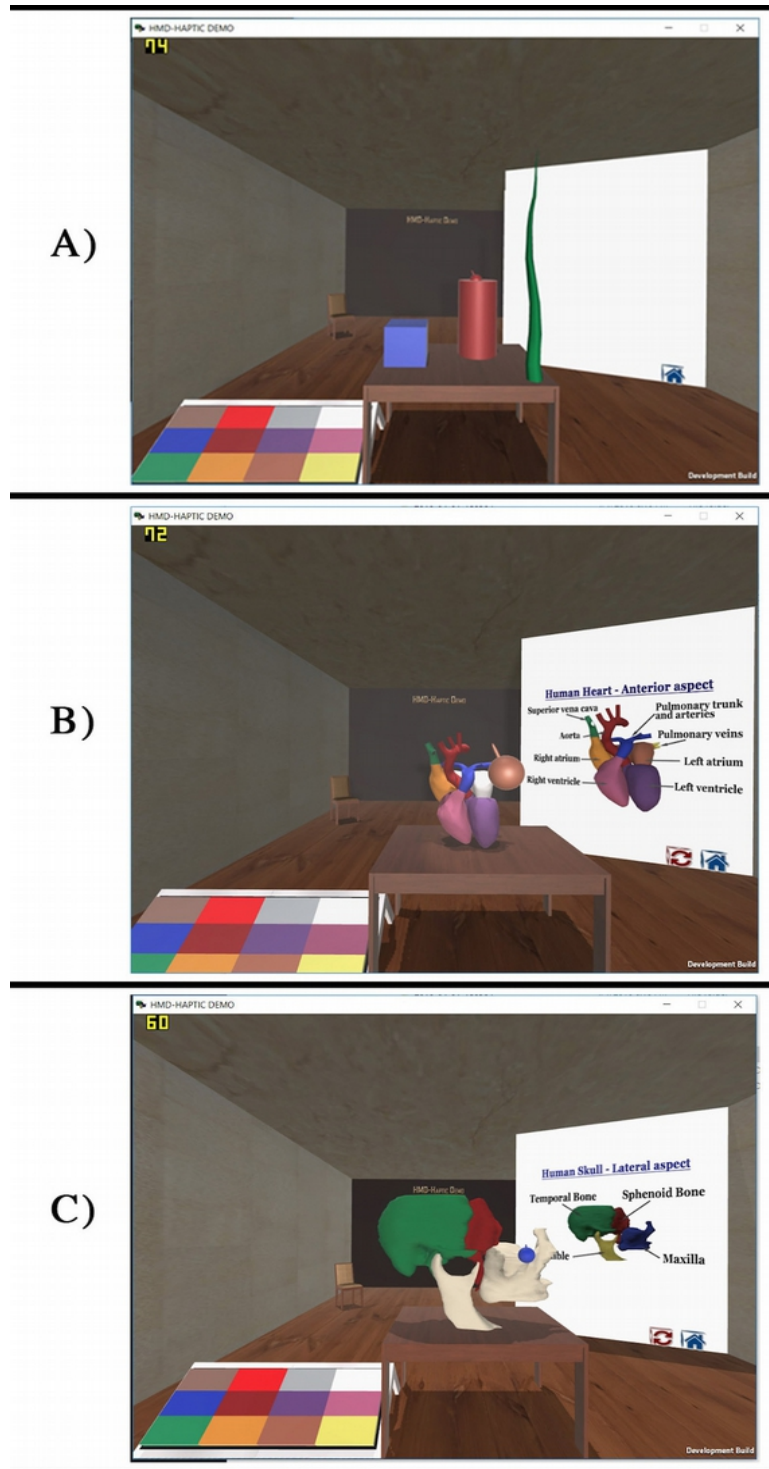 A)
HMD-HAPTIC DEMO
74
HMD-Haptic Demo
Development Build
B)
HMD-HAPTIC DEMO
72
HMD-Haptic Demo
Human Heart - Anterior aspect
Superior vena cava
Pulmonary trunk
and arteries
Aorta
Pulmonary veins
Right atrium
Left atrium
Right ventricle
Left ventricle
Development Build
C)
HMD-HAPTIC DEMO
60
HMD-Haptic Demo
Human Skull - Lateral aspect
Temporal Bone
Sphenoid Bone
ible
Maxilla
Development Build